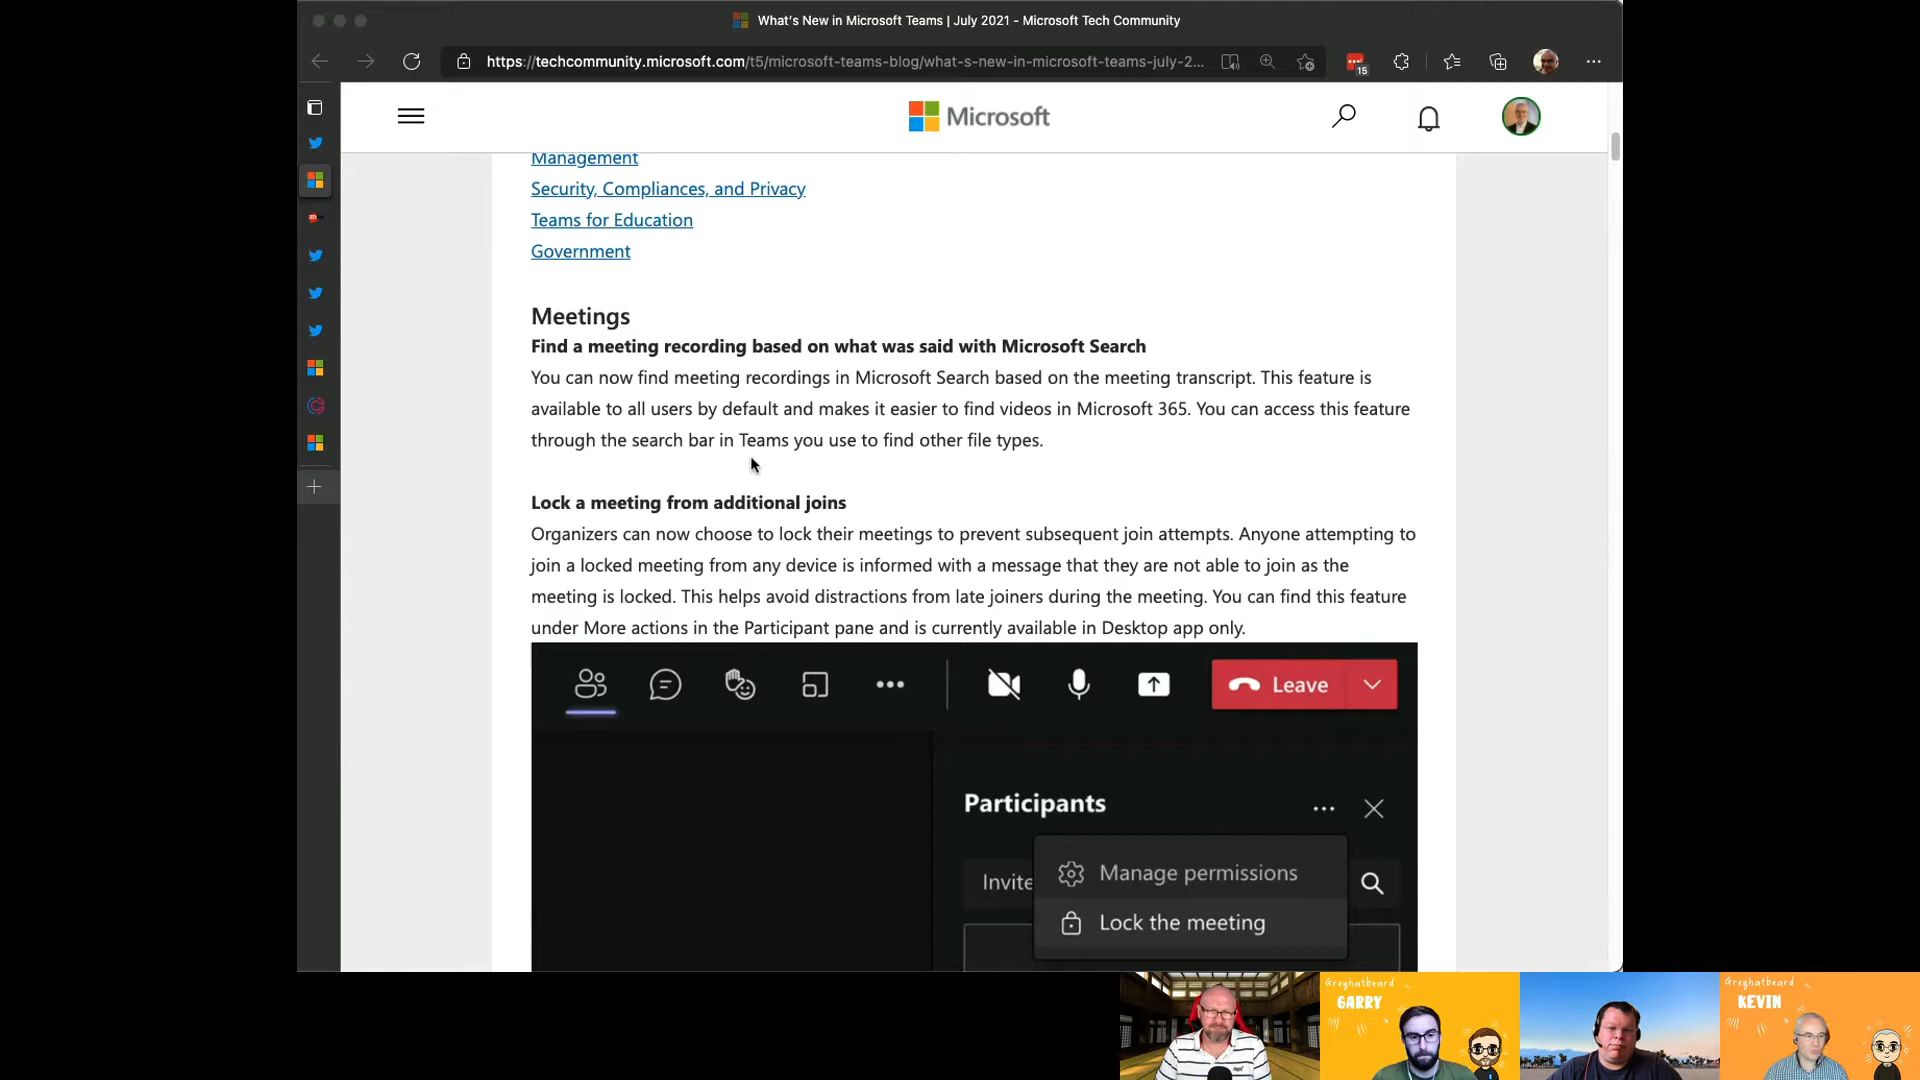 What's New in Microsoft Teams | July 2021 - Microsoft Tech Community
https://techcommunity.microsoft.com/t5/microsoft-teams-blog/what-s-new-in-microsoft-teams-july-2...
15
Microsoft
Management
Security, Compliances, and Privacy
Teams for Education
Government
Meetings
Find a meeting recording based on what was said with Microsoft Search
You can now find meeting recordings in Microsoft Search based on the meeting transcript. This feature is
available to all users by default and makes it easier to find videos in Microsoft 365. You can access this feature
through the search bar in Teams you use to find other file types.
Lock a meeting from additional joins
Organizers can now choose to lock their meetings to prevent subsequent join attempts. Anyone attempting to
join a locked meeting from any device is informed with a message that they are not able to join as the
meeting is locked. This helps avoid distractions from late joiners during the meeting. You can find this feature
under More actions in the Participant pane and is currently available in Desktop app only.
Leave
Participants
Manage permissions
Invite
Lock the meeting
Greyhatbeard
GARRY
Greyhatbeard
KEVIN